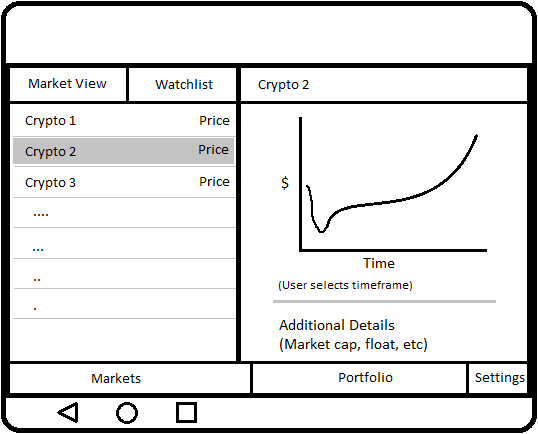 Market View
Watchlist
Crypto 2
Crypto 1 Price
Crypto 2 Price
Crypto 3 Price
....
...
..
.
$
Time
(User selects timeframe)
Additional Details
(Market cap, float, etc)
Markets
Portfolio
Settings